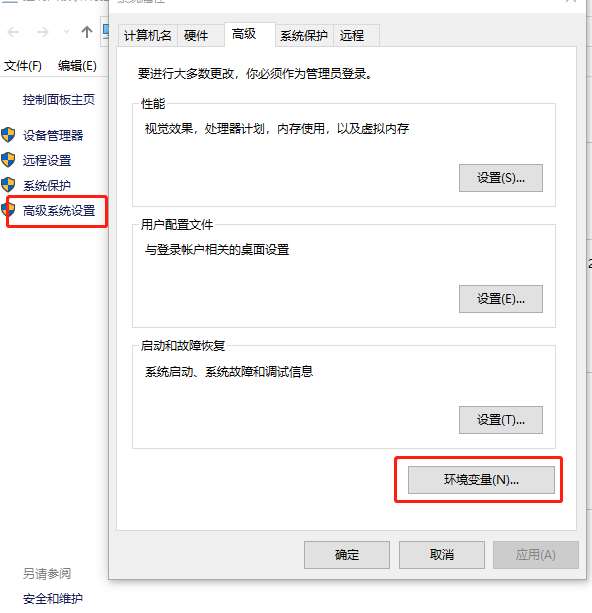 计算机名 硬件 高级 系统保护 远程
文件(F) 编辑(E)
要进行大多数更改，你必须作为管理员登录。
控制面板主页
性能
视觉效果，处理器计划，内存使用，以及虚拟内存
设备管理器
远程设置
系统保护
高级系统设置
设置(S)...
用户配置文件
与登录帐户相关的桌面设置
设置(E)...
启动和故障恢复
系统启动、系统故障和调试信息
设置(T)...
环境变量(N)...
确定 取消 应用(A)
另请参阅
安全和维护